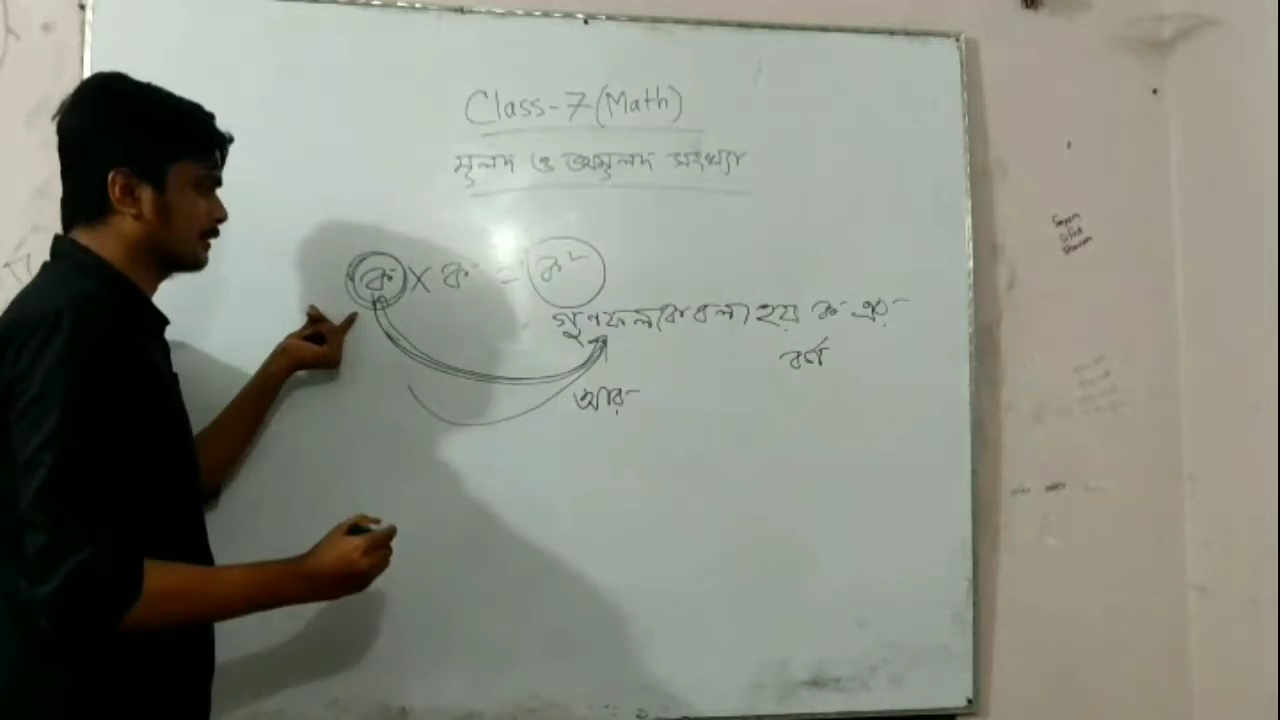 Class-7 (Math)
মূলদ ও অমূলদ সংখ্যা
ক × ক = ক²
গুণফলকে বলা হয় ক এর
বর্গ
আর